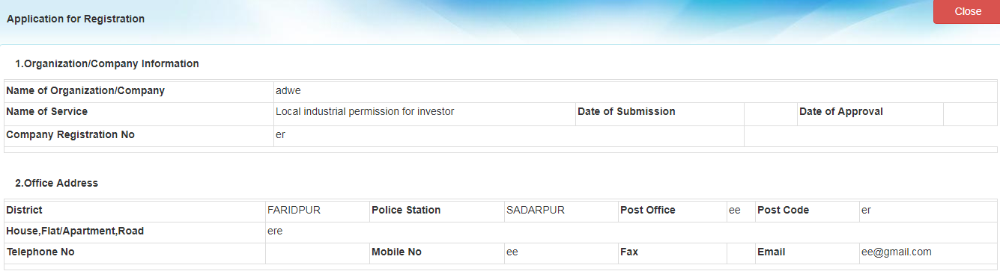 Application for Registration
Close
1.Organization/Company Information
Name of Organization/Company adwe
Name of Service Local industrial permission for investor Date of Submission Date of Approval
Company Registration No er
2.Office Address
District FARIDPUR Police Station SADARPUR Post Office ee Post Code er
House,Flat/Apartment,Road ere
Telephone No Mobile No ee Fax Email ee@gmail.com